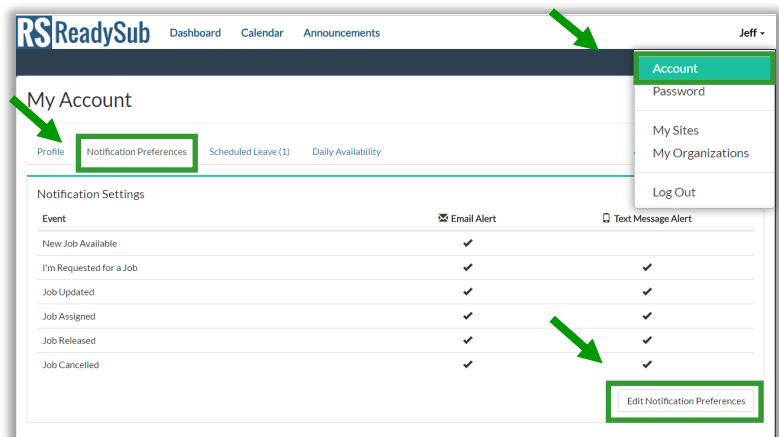 RS ReadySub Dashboard Calendar Announcements Jeff
Account
Password
My Sites
My Organizations
Log Out
My Account
Profile Notification Preferences Scheduled Leave (1) Daily Availability
Notification Settings
Event Email Alert Text Message Alert
New Job Available
I'm Requested for a Job
Job Updated
Job Assigned
Job Released
Job Cancelled
Edit Notification Preferences